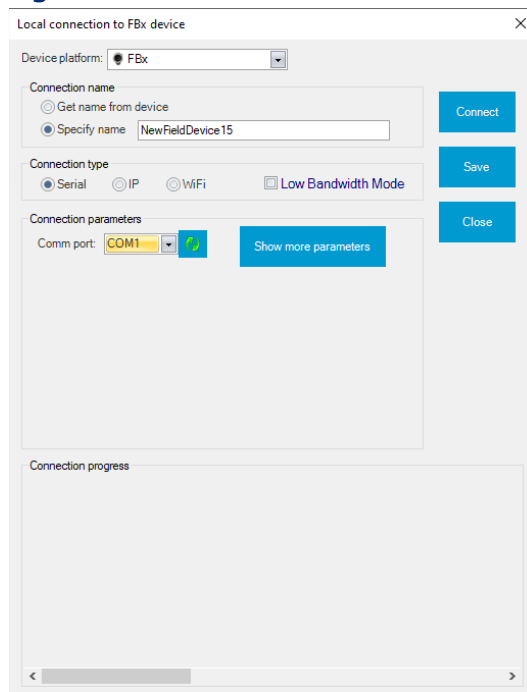 Local connection to FBx device
Device platform: FBx
Connection name
Get name from device
Specify name NewFieldDevice15
Connect
Connection type
Serial IP WiFi Low Bandwidth Mode
Save
Connection parameters
Comm port: COM1 Show more parameters
Close
Connection progress